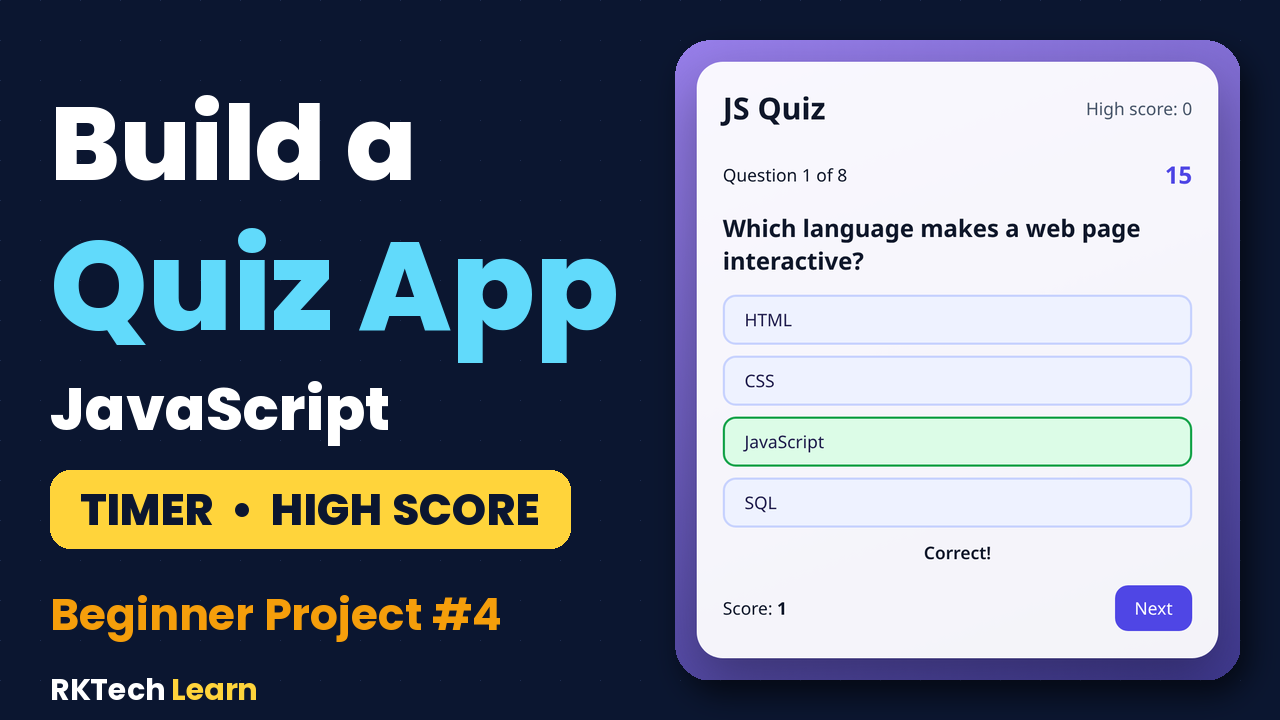 Build a
Quiz App
JavaScript
TIMER • HIGH SCORE
Beginner Project #4
RKTech Learn
JS Quiz
High score: 0
Question 1 of 8
15
Which language makes a web page
interactive?
HTML
CSS
JavaScript
SQL
Correct!
Score: 1
Next